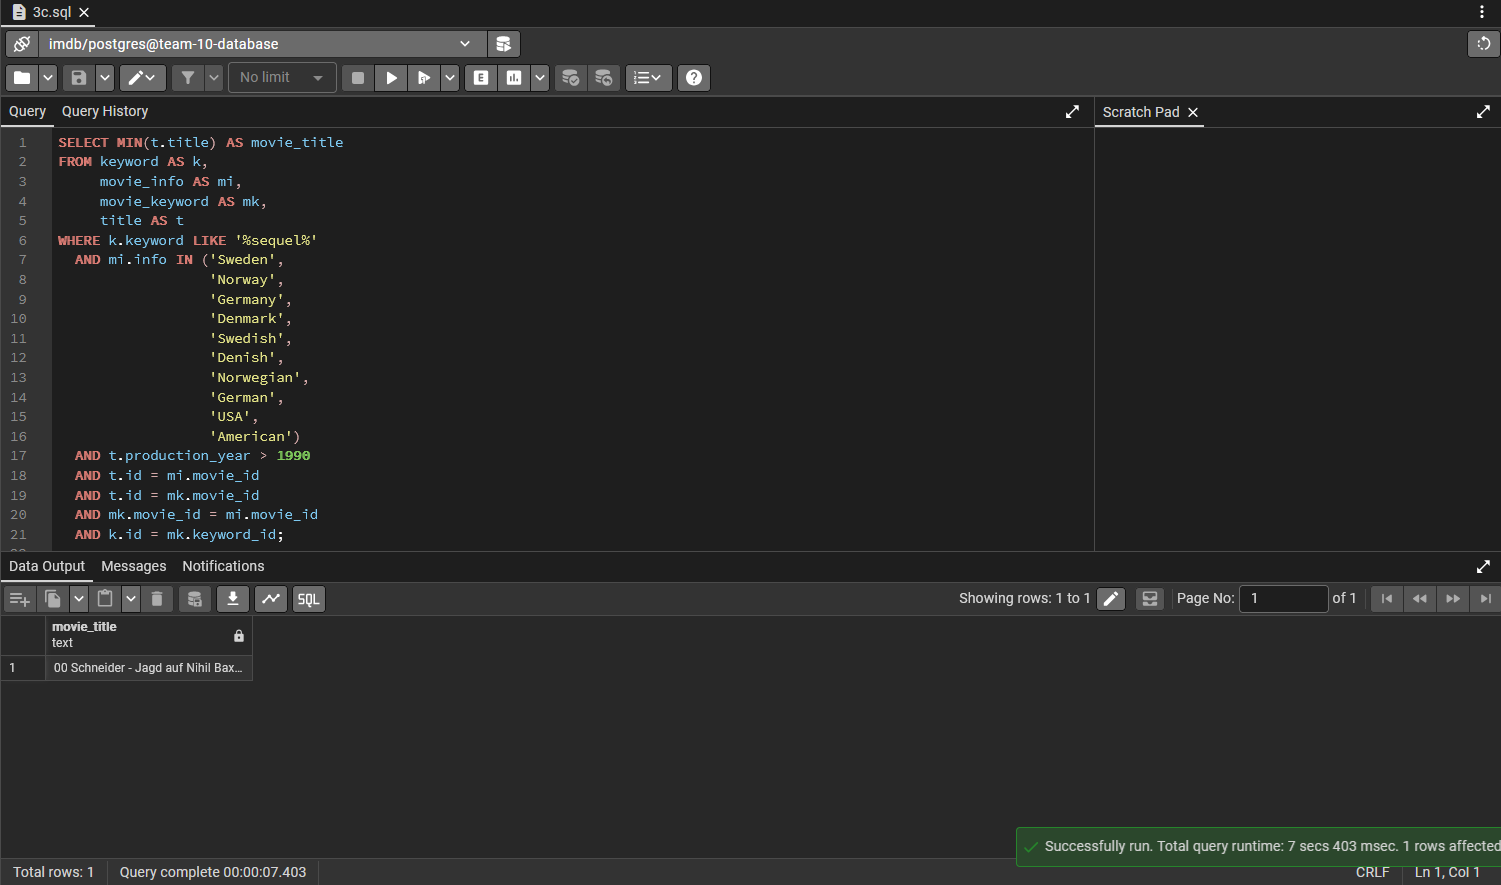 3c.sql
imdb/postgres@team-10-database
No limit
E
Query Query History
Scratch Pad
1 SELECT MIN(t.title) AS movie_title
2 FROM keyword AS k,
3 movie_info AS mi,
4 movie_keyword AS mk,
5 title AS t
6 WHERE k.keyword LIKE '%sequel%'
7 AND mi.info IN ('Sweden',
8 'Norway',
9 'Germany',
10 'Denmark',
11 'Swedish',
12 'Denish',
13 'Norwegian',
14 'German',
15 'USA',
16 'American')
17 AND t.production_year > 1990
18 AND t.id = mi.movie_id
19 AND t.id = mk.movie_id
20 AND mk.movie_id = mi.movie_id
21 AND k.id = mk.keyword_id;
Data Output Messages Notifications
SQL Showing rows: 1 to 1 Page No: 1 of 1
movie_title
text
1 00 Schneider - Jagd auf Nihil Bax...
Successfully run. Total query runtime: 7 secs 403 msec. 1 rows affected
Total rows: 1 Query complete 00:00:07.403 CRLF Ln 1, Col 1